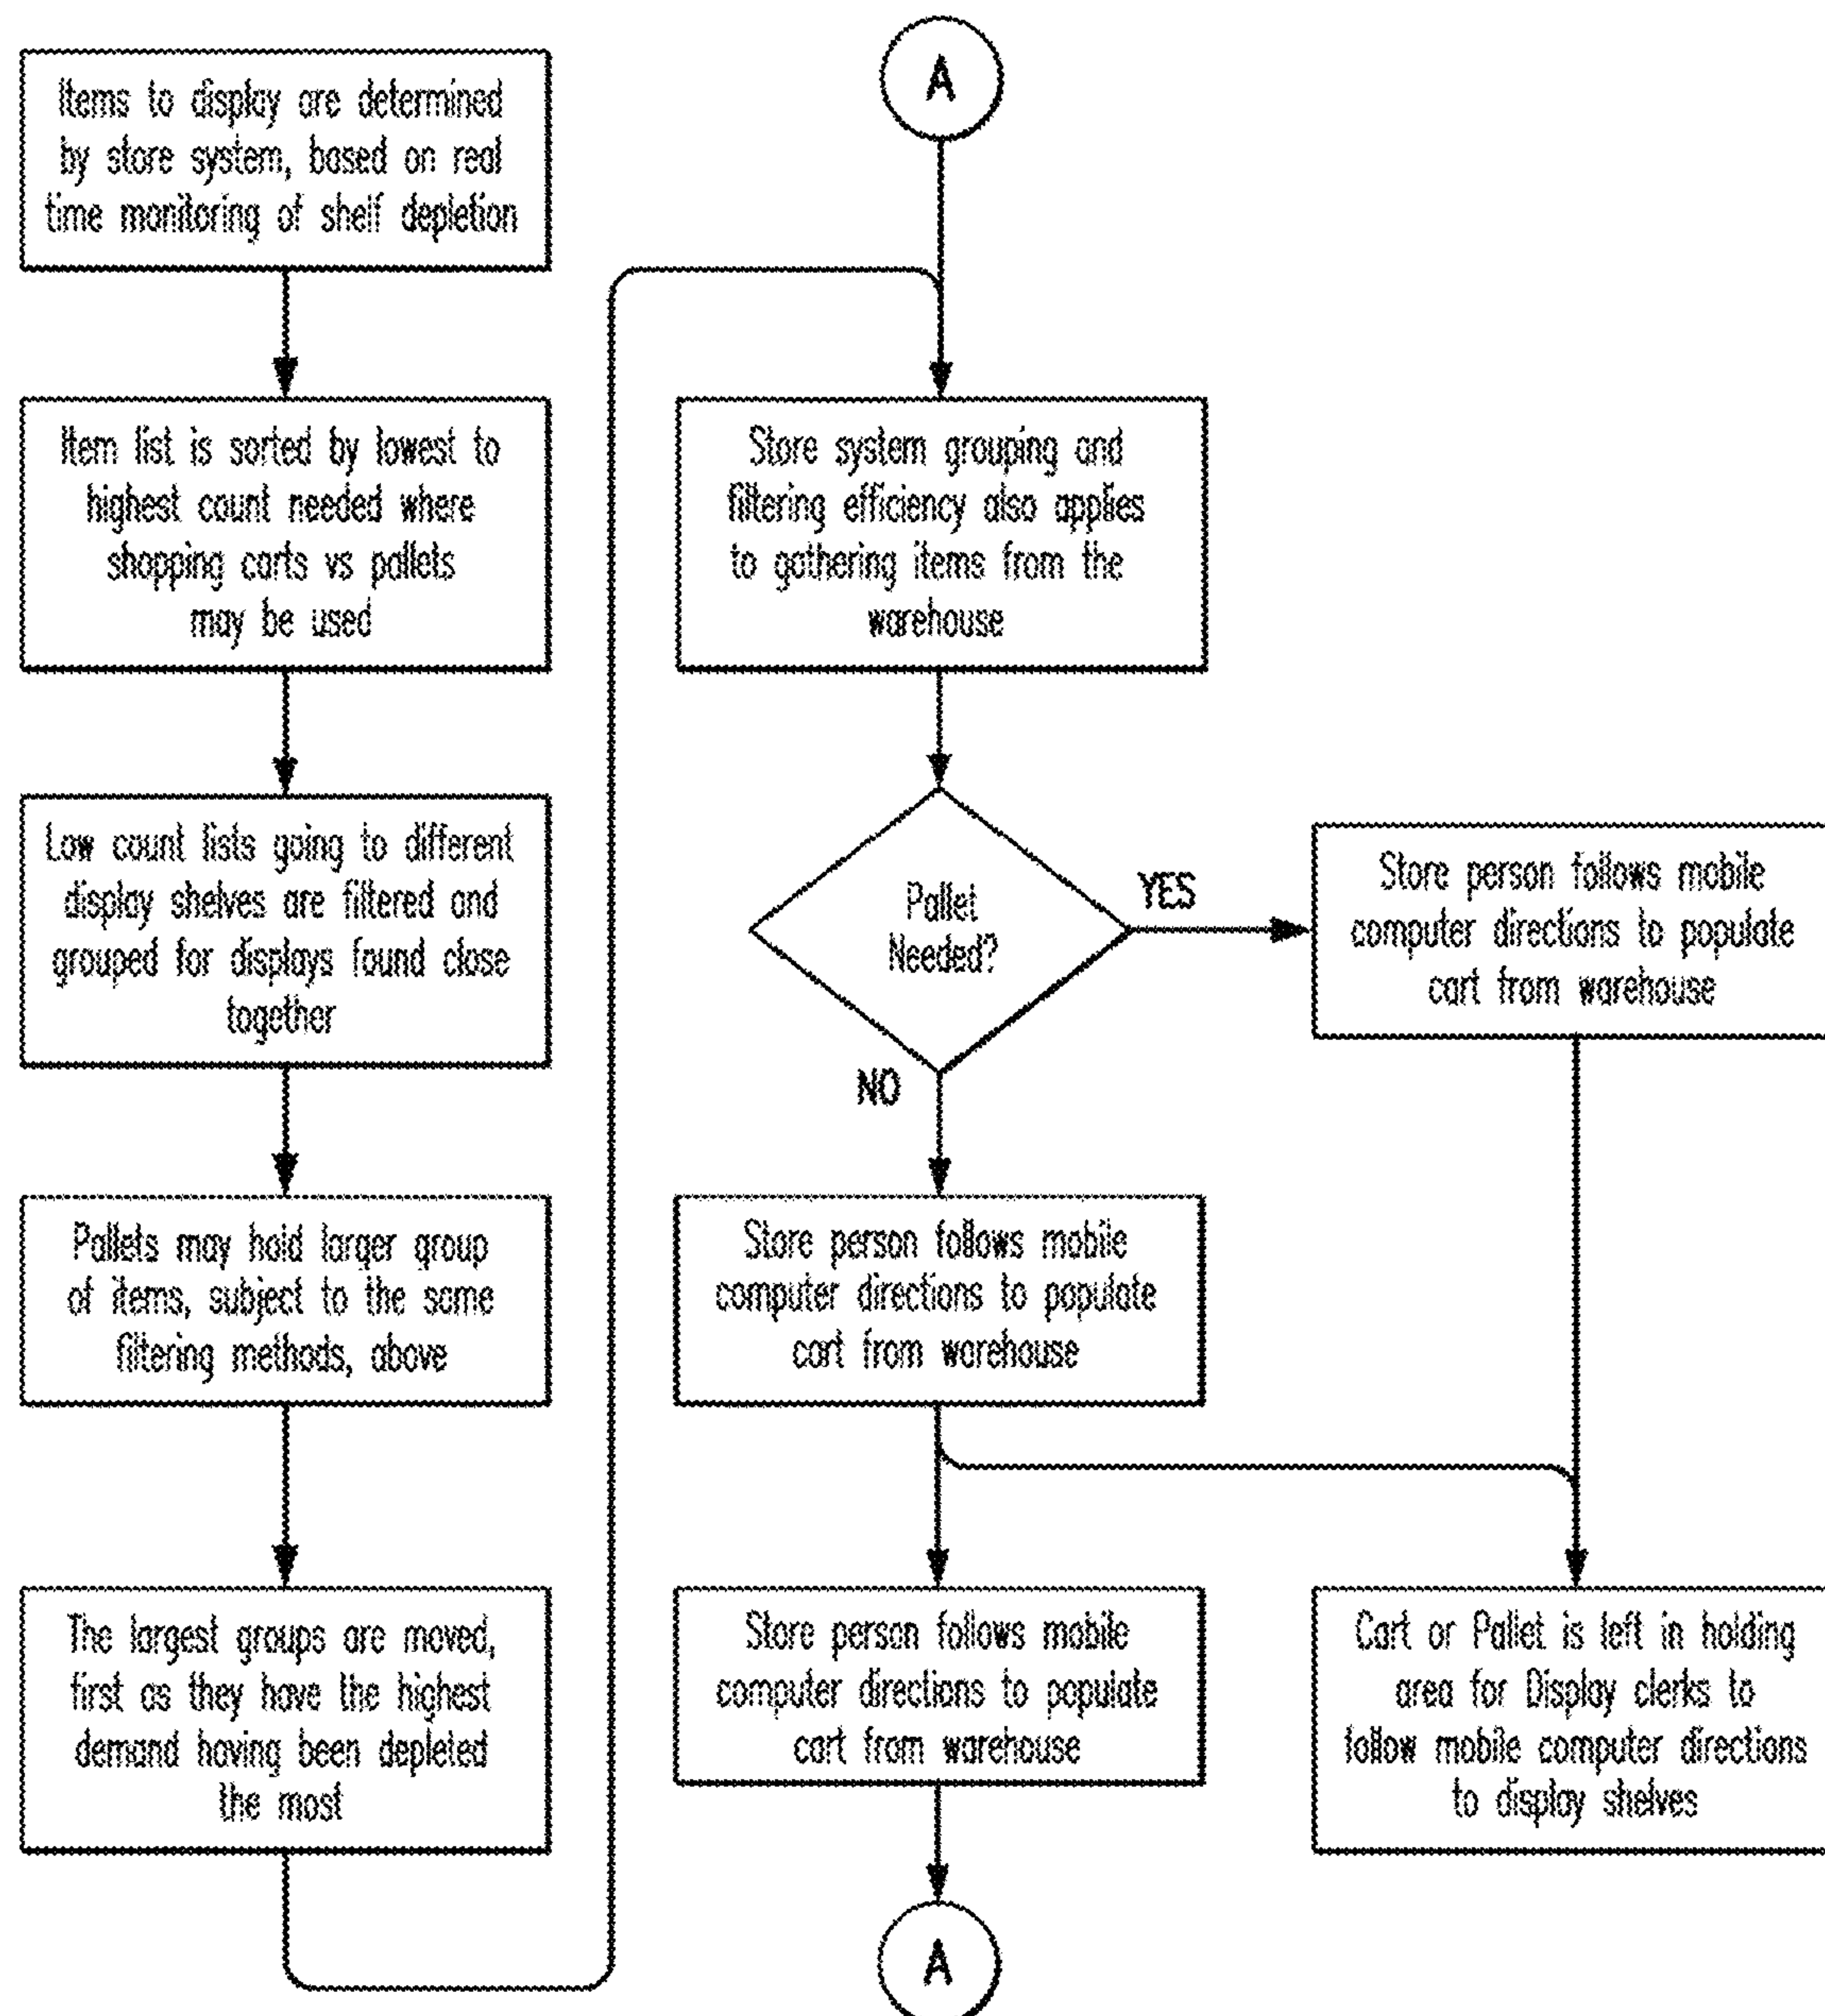 Items to display are determined
by store system, based on real
time monitoring of shelf depletion
Item list is sorted by lowest to
highest count needed where
shopping carts vs pallets
may be used
Low count lists going to different
display shelves are filtered and
grouped for displays found close
together
Pallets may hold larger group
of items, subject to the same
filtering methods, above
The largest groups are moved,
first as they have the highest
demand having been depleted
the most
A
Store system grouping and
filtering efficiency also applies
to gathering items from the
warehouse
Pallet
Needed?
YES
NO
Store person follows mobile
computer directions to populate
cart from warehouse
Store person follows mobile
computer directions to populate
cart from warehouse
Store person follows mobile
computer directions to populate
cart from warehouse
Cart or Pallet is left in holding
area for Display clerks to
follow mobile computer directions
to display shelves
A